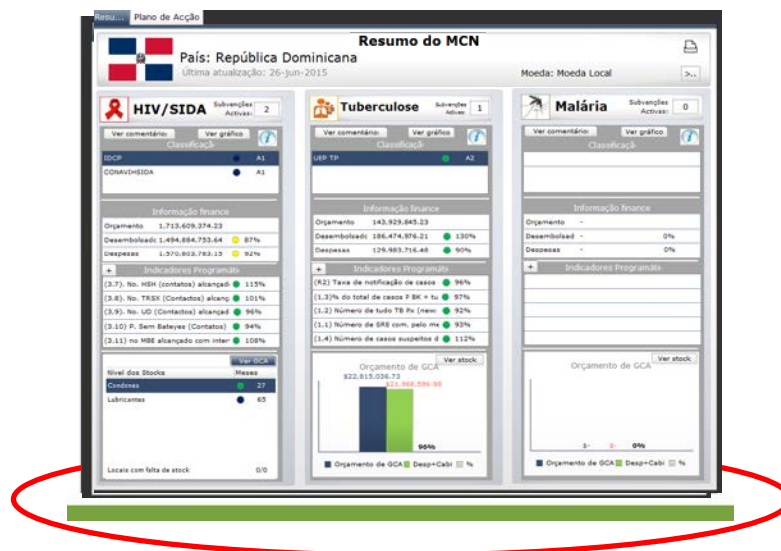 Resu... Plano de Acção
Resumo do MCN
País: República Dominicana
Última atualização: 26-jun-2015
Moeda: Moeda Local
>..
HIV/SIDA
Subvenções Activas: 2
Ver comentário: Ver gráfico
Classificaçã
IDCP A1
CONAVIHSIDA A1
Informação finance
Orçamento 1.713.609.374.23
Desembolsadc 1.494.884.753.64 87%
Despesas 1.570.803.783.15 92%
+ Indicadores Programáti
(3.7). No. HSH (contatos) alcançad 115%
(3.8). No. TRSX (Contactos) alcanç 101%
(3.9). No. UD (Contactos) alcançad 96%
(3.10) P. Sem Bateyes (Contatos) 94%
(3.11) no MBE alcançado com inter 108%
Ver GCA
Nível dos Stocks Meses
Condones 27
Lubricantes 65
Locais com falta de stock 0/0
Tuberculose
Subvenções Activas: 1
Ver comentário: Ver gráfico
Classificaçã
UEP TP A2
Informação finance
Orçamento 143.929.845.23
Desembolsadc 186.474.976.21 130%
Despesas 129.983.716.48 90%
+ Indicadores Programáti
(R2) Taxa de notificação de casos 96%
(1.3)% do total de casos P BK + tu 97%
(1.2) Número de tudo TB Px (new 92%
(1.1) Número de SRE com, pelo me 93%
(1.4) Número de casos suspeitos d 112%
Ver stock
Orçamento de GCA
$22.815.036.73
$21.968.596.98
96%
Orçamento de GCA Desp+Cabi %
Malária
Subvenções Activas: 0
Ver comentário: Ver gráfico
Classificaçã
Informação finance
Orçamento -
Desembolsad - 0%
Despesas - 0%
+ Indicadores Programáti
Ver stock
Orçamento de GCA
$- $- 0%
Orçamento de GCA Desp+Cabi %